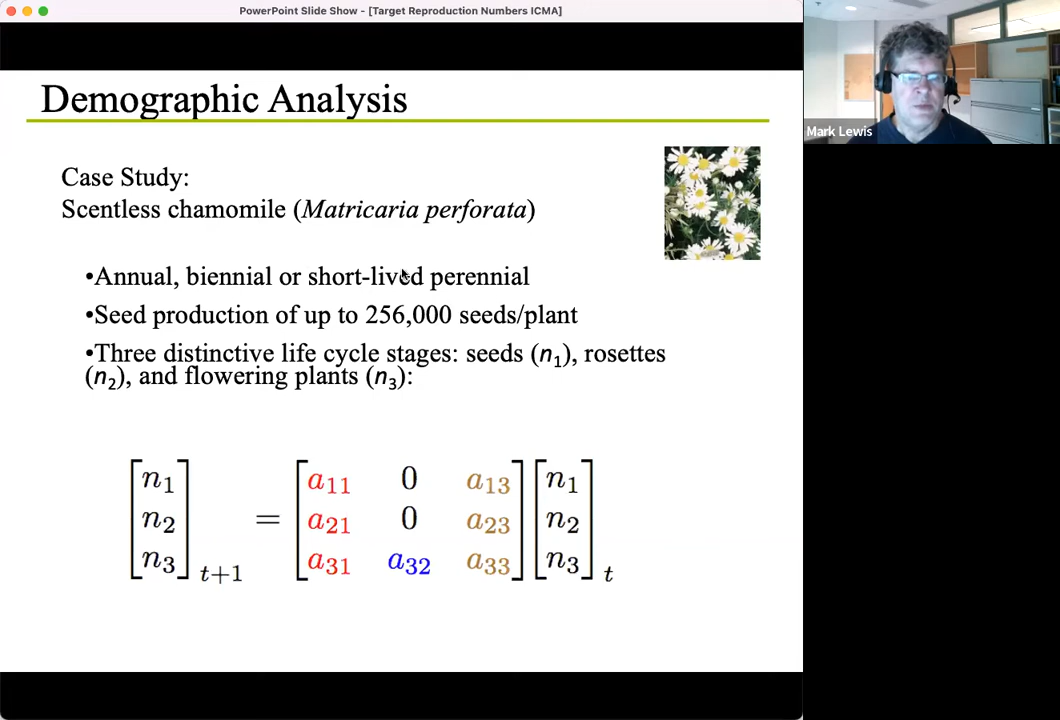 PowerPoint Slide Show - [Target Reproduction Numbers ICMA]
Demographic Analysis
Mark Lewis
Case Study:
Scentless chamomile (Matricaria perforata)
•Annual, biennial or short-lived perennial
•Seed production of up to 256,000 seeds/plant
•Three distinctive life cycle stages: seeds (n₁), rosettes
(n₂), and flowering plants (n₃):
[n₁ n₂ n₃]ₜ₊₁ = [a₁₁ 0 a₁₃; a₂₁ 0 a₂₃; a₃₁ a₃₂ a₃₃] [n₁ n₂ n₃]ₜ